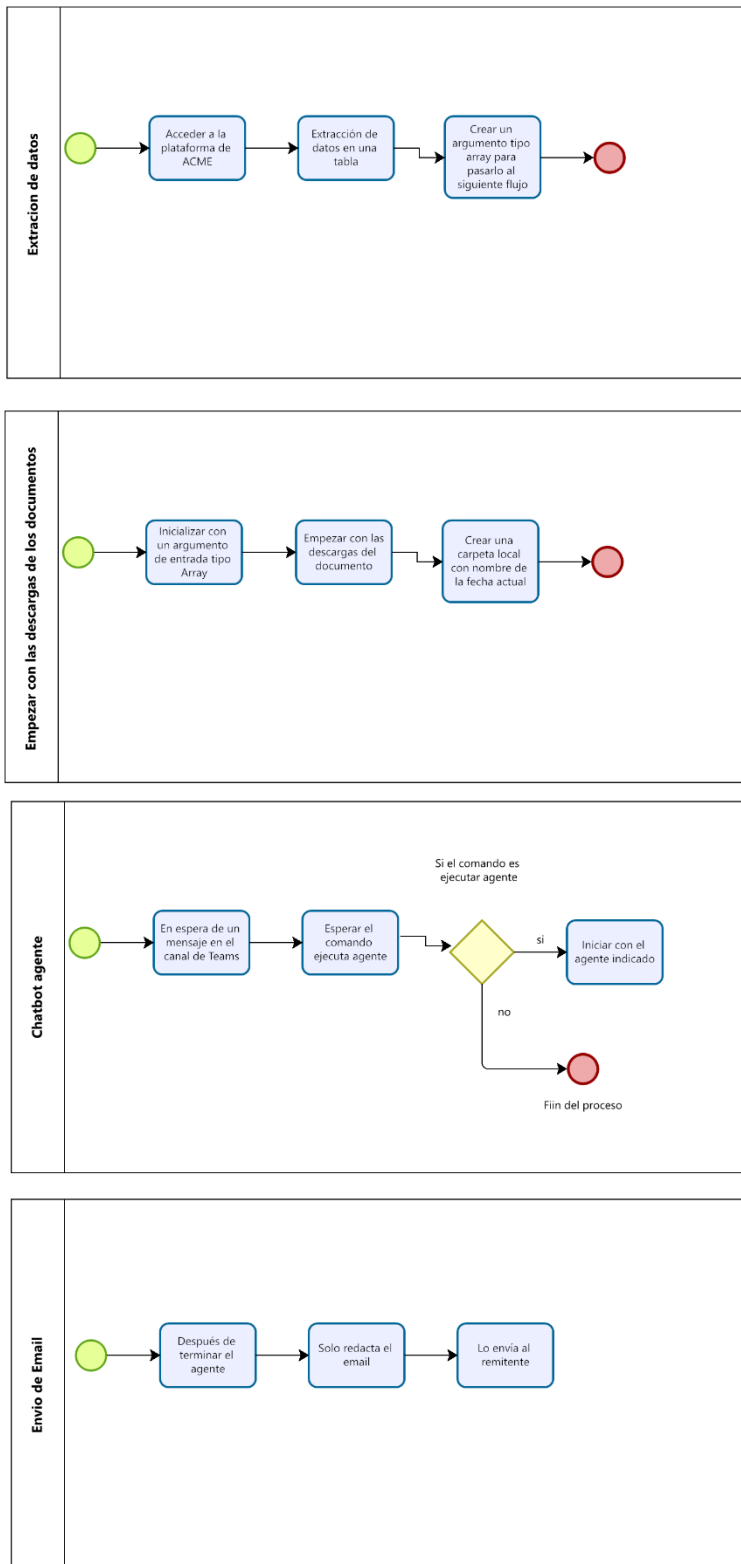 Extracion de datos
Acceder a la
plataforma de
ACME
Extracción de
datos en una
tabla
Crear un
argumento tipo
array para
pasarlo al
siguiente flujo
Empezar con las descargas de los documentos
Inicializar con
un argumento
de entrada tipo
Array
Empezar con las
descargas del
documento
Crear una
carpeta local
con nombre de
la fecha actual
Chatbot agente
En espera de un
mensaje en el
canal de Teams
Esperar el
comando
ejecuta agente
Si el comando es
ejecutar agente
si
Iniciar con el
agente indicado
no
Fiin del proceso
Envio de Email
Después de
terminar el
agente
Solo redacta el
email
Lo envía al
remitente